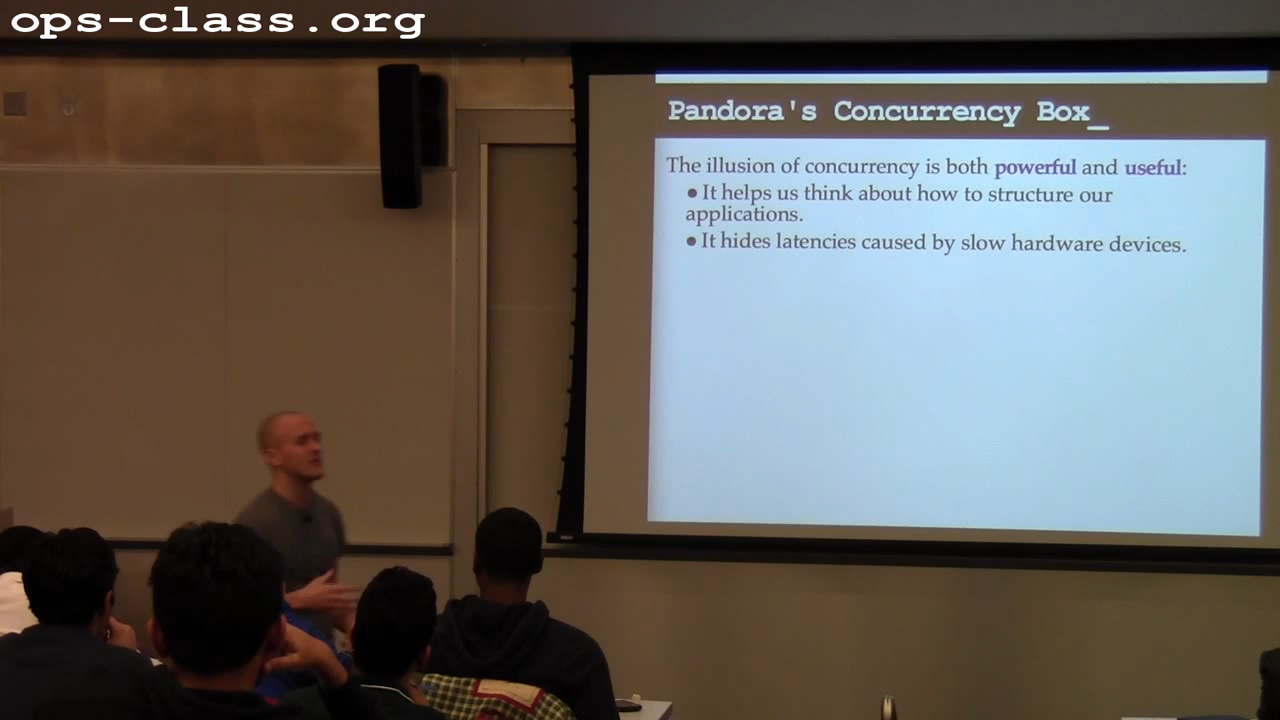 ops-class.org
Pandora's Concurrency Box_
The illusion of concurrency is both powerful and useful:
● It helps us think about how to structure our
applications.
● It hides latencies caused by slow hardware devices.